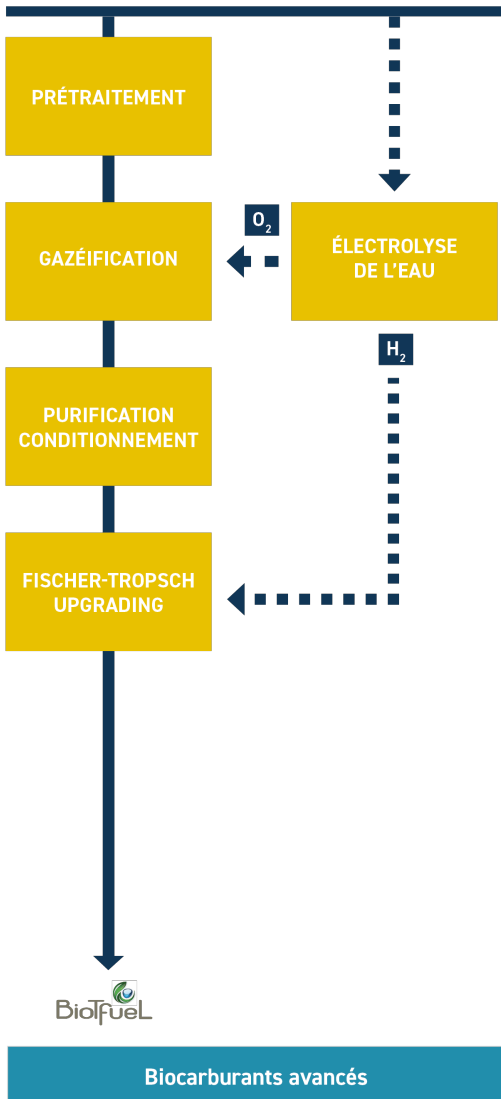 PRÉTRAITEMENT
GAZÉIFICATION
O₂
ÉLECTROLYSE
DE L'EAU
H₂
PURIFICATION
CONDITIONNEMENT
FISCHER-TROPSCH
UPGRADING
BioTfueL
Biocarburants avancés